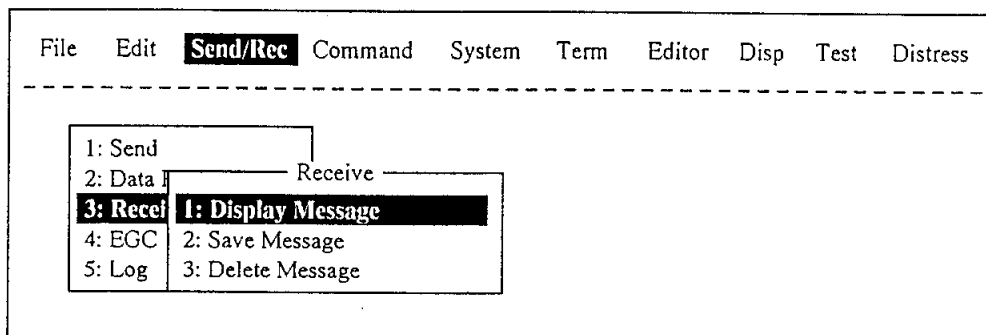 File Edit Send/Rec Command System Term Editor Disp Test Distress
1: Send
2: Data
Receive
3: Recei
1: Display Message
4: EGC
2: Save Message
5: Log
3: Delete Message